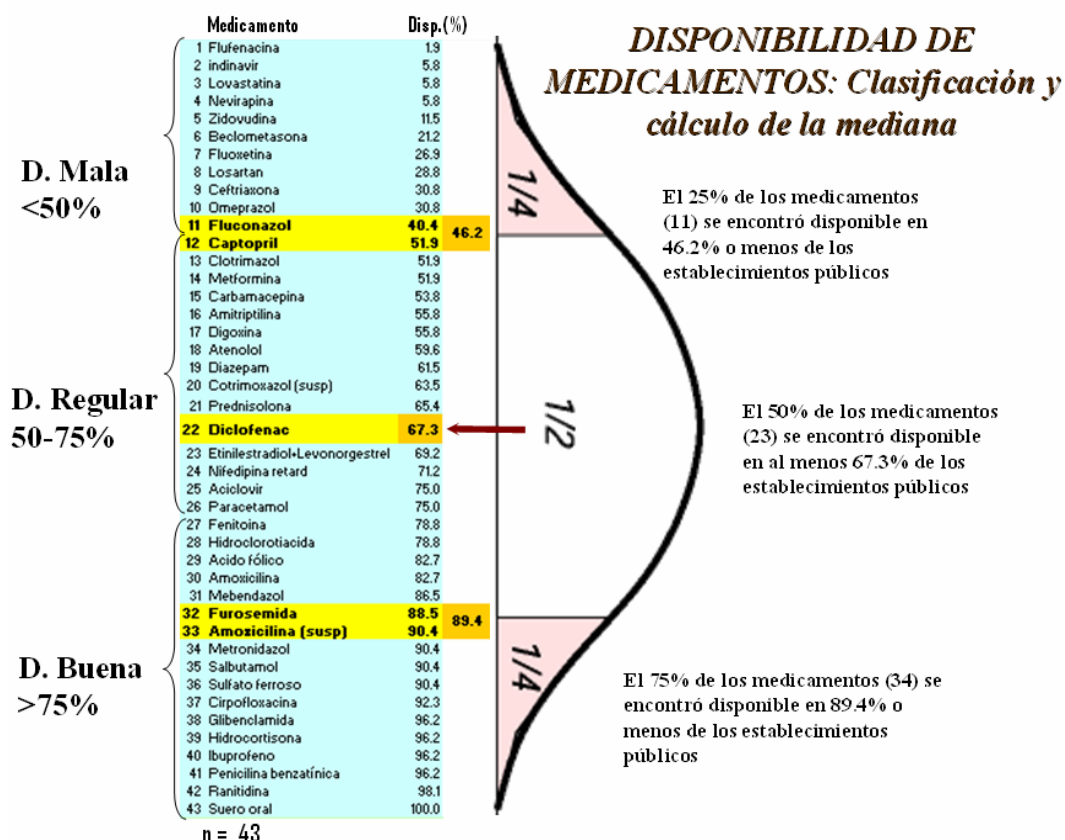 DISPONIBILIDAD DE
MEDICAMENTOS: Clasificación y
cálculo de la mediana
Medicamento Disp.(%)
1 Flufenacina 1.9
2 indinavir 5.8
3 Lovastatina 5.8
4 Nevirapina 5.8
5 Zidovudina 11.5
6 Beclometasona 21.2
7 Fluoxetina 26.9
8 Losartan 28.8
9 Ceftriaxona 30.8
10 Omeprazol 30.8
11 Fluconazol 40.4
12 Captopril 51.9
46.2
13 Clotrimazol 51.9
14 Metformina 51.9
15 Carbamacepina 53.8
16 Amitriptilina 55.8
17 Digoxina 55.8
18 Atenolol 59.6
19 Diazepam 61.5
20 Cotrimoxazol (susp) 63.5
21 Prednisolona 65.4
22 Diclofenac 67.3
23 Etinilestradiol+Levonorgestrel 69.2
24 Nifedipina retard 71.2
25 Aciclovir 75.0
26 Paracetamol 75.0
27 Fenitoina 78.8
28 Hidroclorotiacida 78.8
29 Acido fólico 82.7
30 Amoxicilina 82.7
31 Mebendazol 86.5
32 Furosemida 88.5
33 Amoxicilina (susp) 90.4
89.4
34 Metronidazol 90.4
35 Salbutamol 90.4
36 Sulfato ferroso 90.4
37 Cirpofloxacina 92.3
38 Glibenclamida 96.2
39 Hidrocortisona 96.2
40 Ibuprofeno 96.2
41 Penicilina benzatínica 96.2
42 Ranitidina 98.1
43 Suero oral 100.0
n = 43
D. Mala
<50%
D. Regular
50-75%
D. Buena
>75%
1/4
1/2
1/4
El 25% de los medicamentos
(11) se encontró disponible en
46.2% o menos de los
establecimientos públicos
El 50% de los medicamentos
(23) se encontró disponible
en al menos 67.3% de los
establecimientos públicos
El 75% de los medicamentos (34) se
encontró disponible en 89.4% o
menos de los establecimientos
públicos